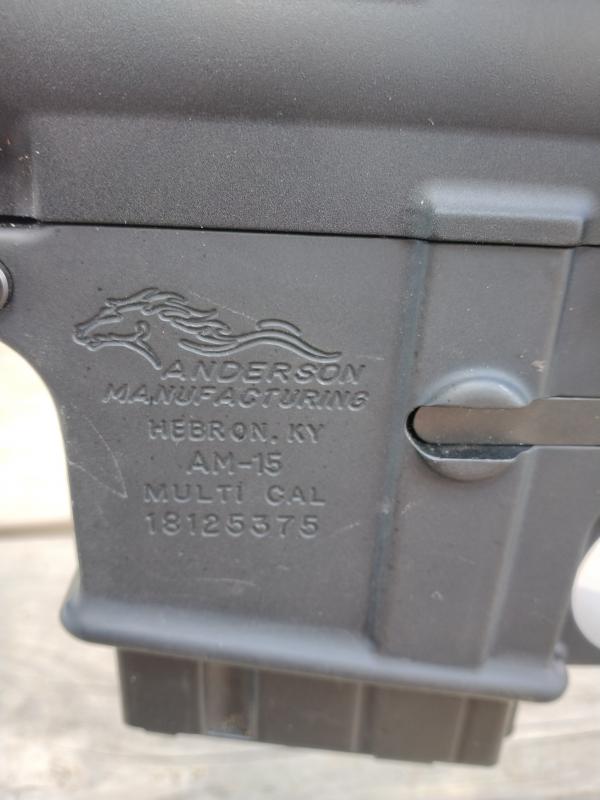 ANDERSON
MANUFACTURING
HEBRON, KY
AM-15
MULTI CAL
18125375